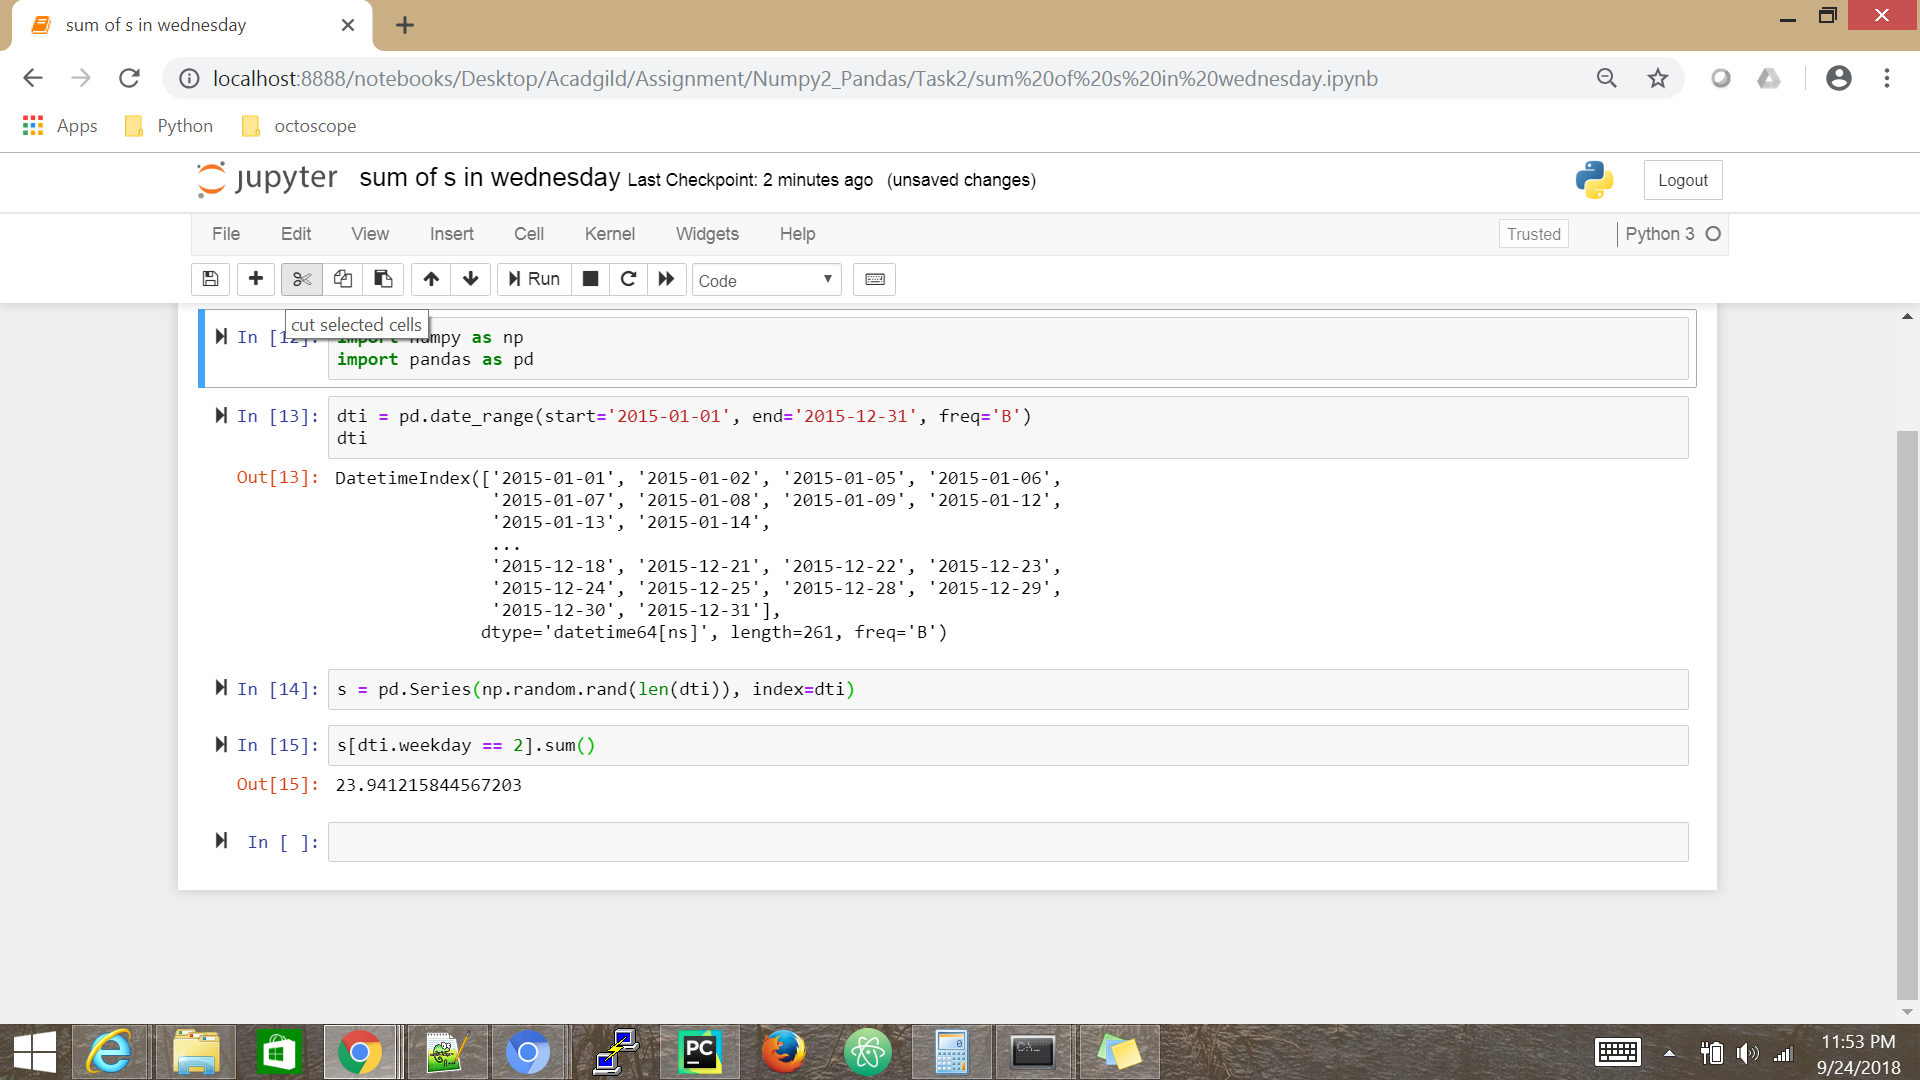 sum of s in wednesday
localhost:8888/notebooks/Desktop/Acadgild/Assignment/Numpy2_Pandas/Task2/sum%20of%20s%20in%20wednesday.ipynb
Apps Python octoscope
jupyter sum of s in wednesday Last Checkpoint: 2 minutes ago (unsaved changes) Logout
File Edit View Insert Cell Kernel Widgets Help Trusted Python 3
Run Code
cut selected cells
In [12]: import numpy as np
import pandas as pd
In [13]: dti = pd.date_range(start='2015-01-01', end='2015-12-31', freq='B')
dti
Out[13]: DatetimeIndex(['2015-01-01', '2015-01-02', '2015-01-05', '2015-01-06',
'2015-01-07', '2015-01-08', '2015-01-09', '2015-01-12',
'2015-01-13', '2015-01-14',
...
'2015-12-18', '2015-12-21', '2015-12-22', '2015-12-23',
'2015-12-24', '2015-12-25', '2015-12-28', '2015-12-29',
'2015-12-30', '2015-12-31'],
dtype='datetime64[ns]', length=261, freq='B')
In [14]: s = pd.Series(np.random.rand(len(dti)), index=dti)
In [15]: s[dti.weekday == 2].sum()
Out[15]: 23.941215844567203
In [ ]:
PC
11:53 PM
9/24/2018